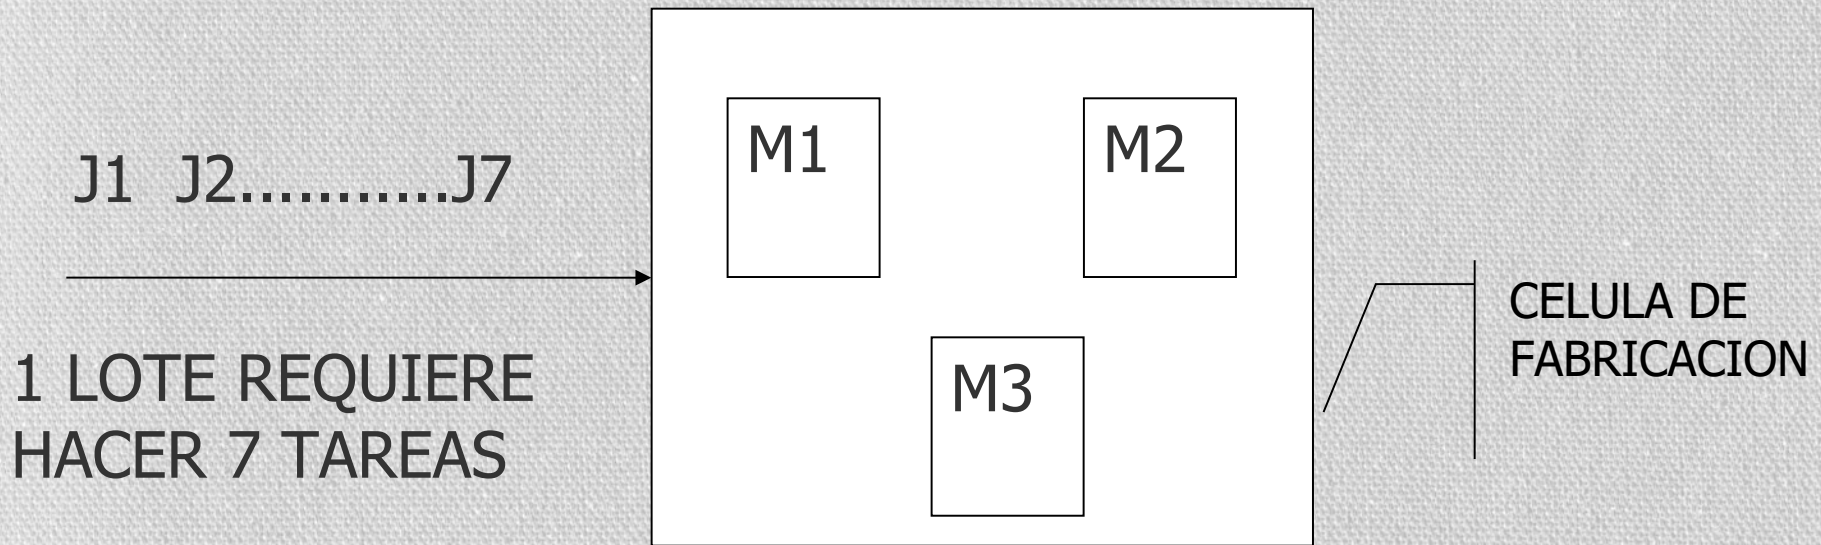 J1 J2...........J7
1 LOTE REQUIERE
HACER 7 TAREAS
M1
M2
M3
CELULA DE
FABRICACION